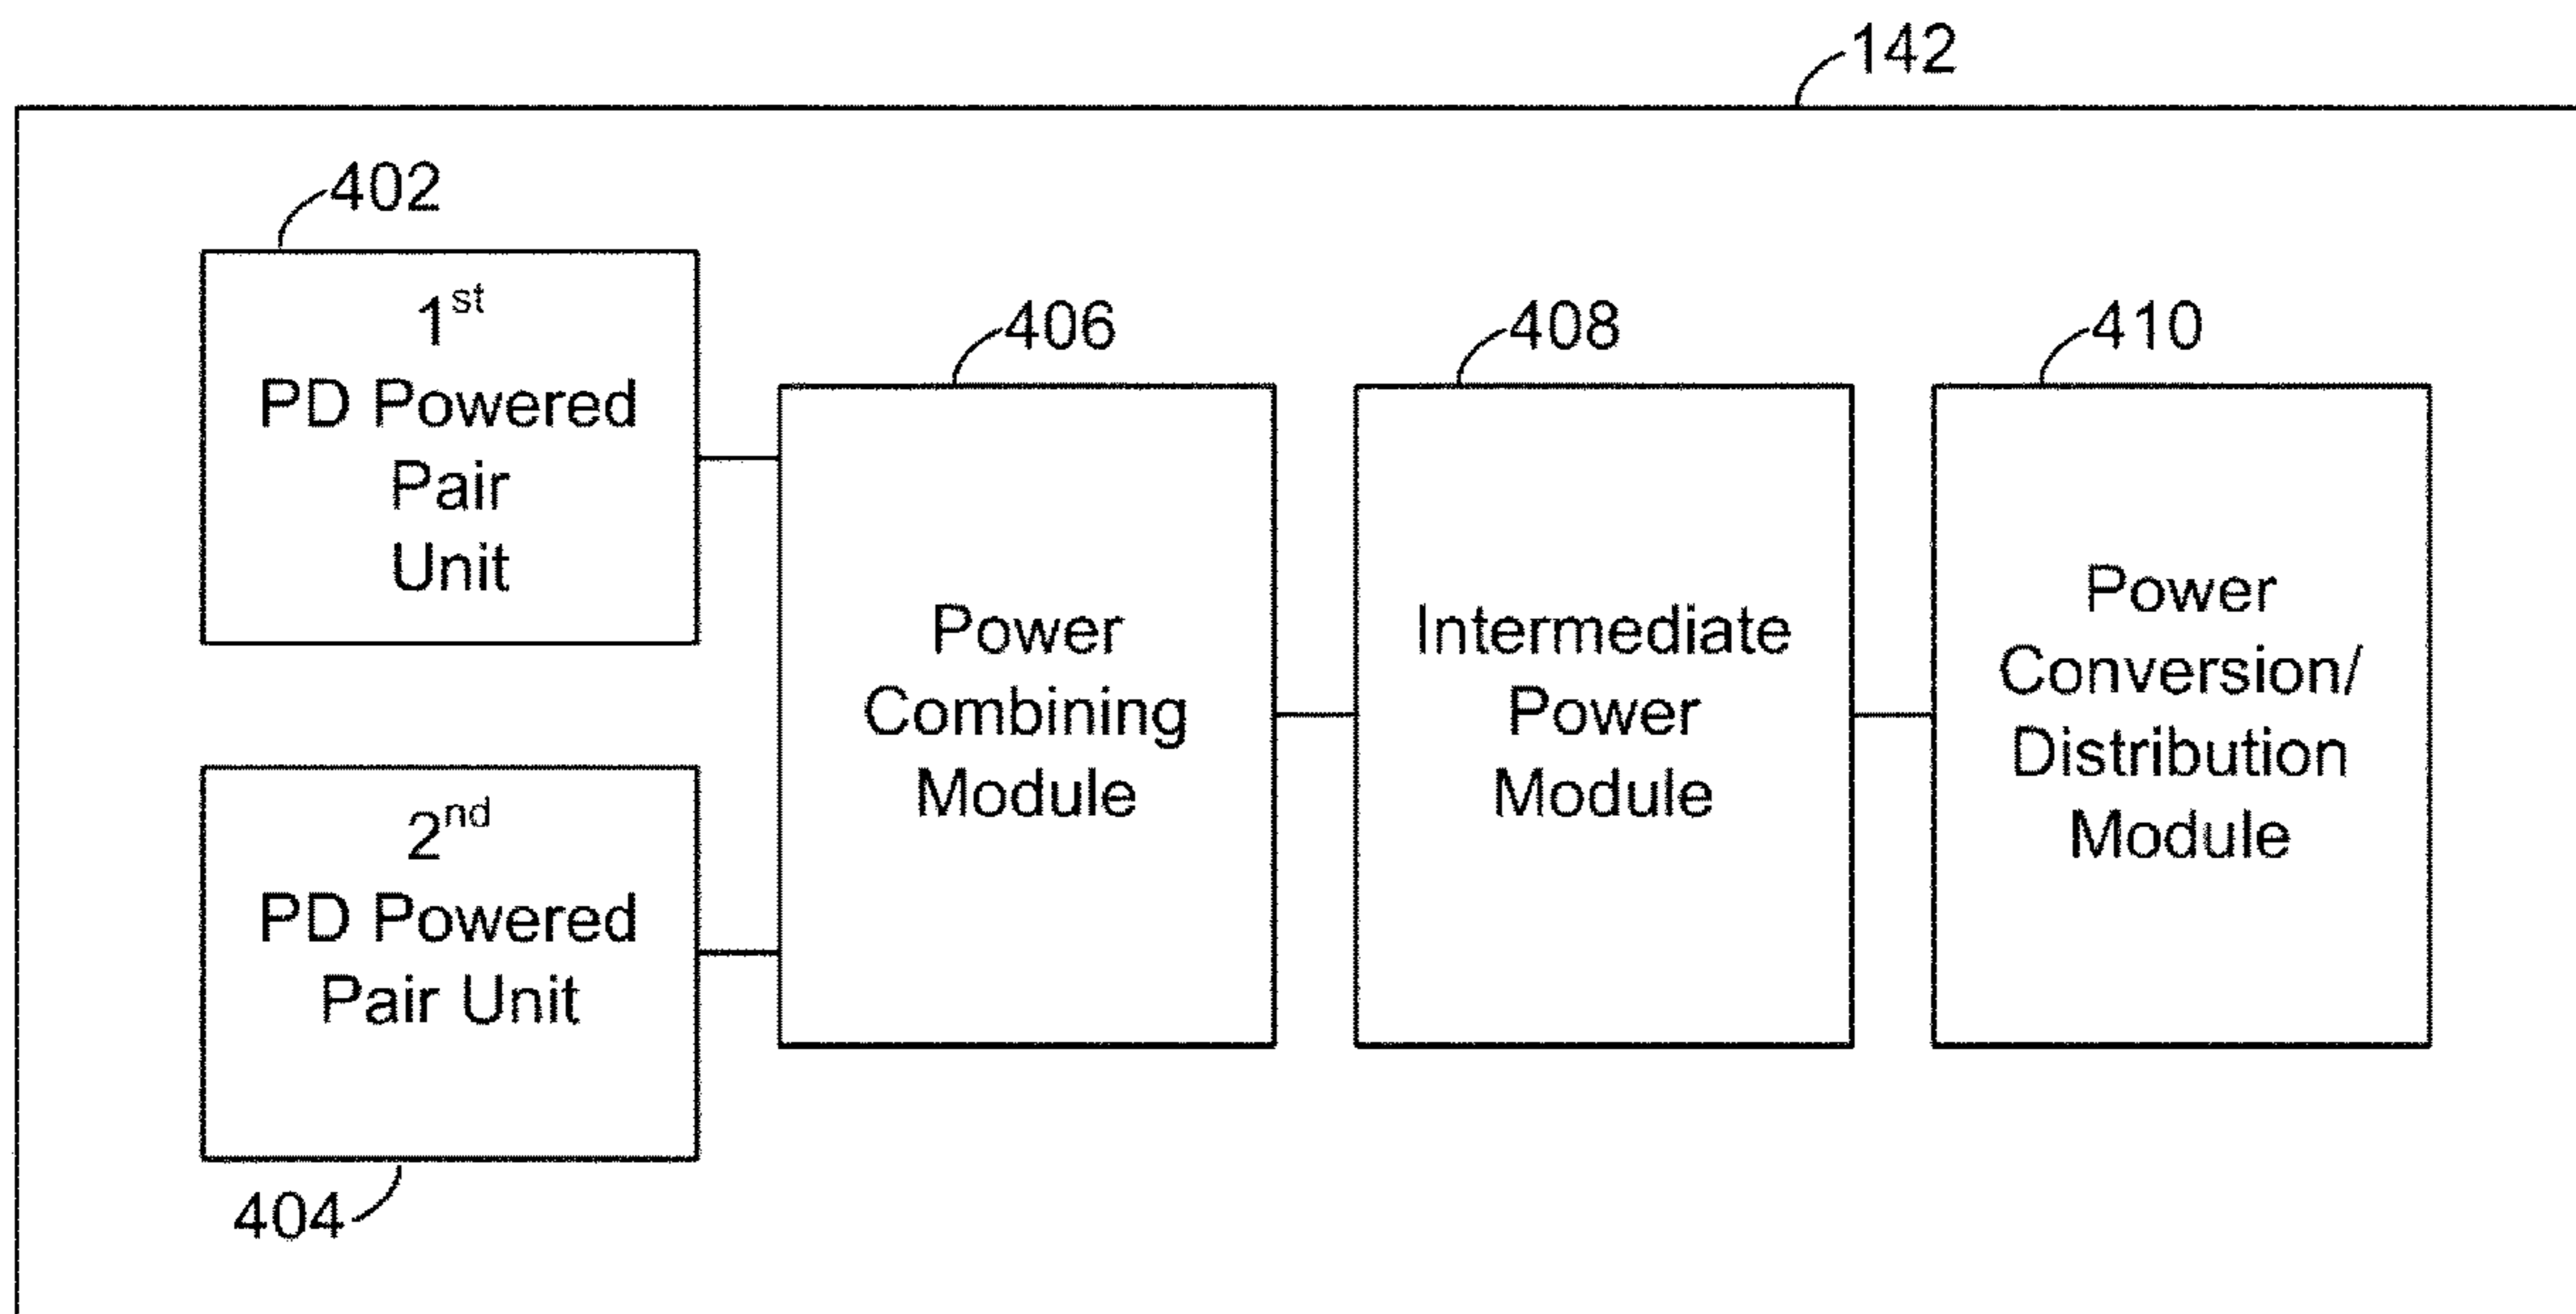 142
402
1st
PD Powered
Pair
Unit
406
Power
Combining
Module
408
Intermediate
Power
Module
410
Power
Conversion/
Distribution
Module
2nd
PD Powered
Pair Unit
404